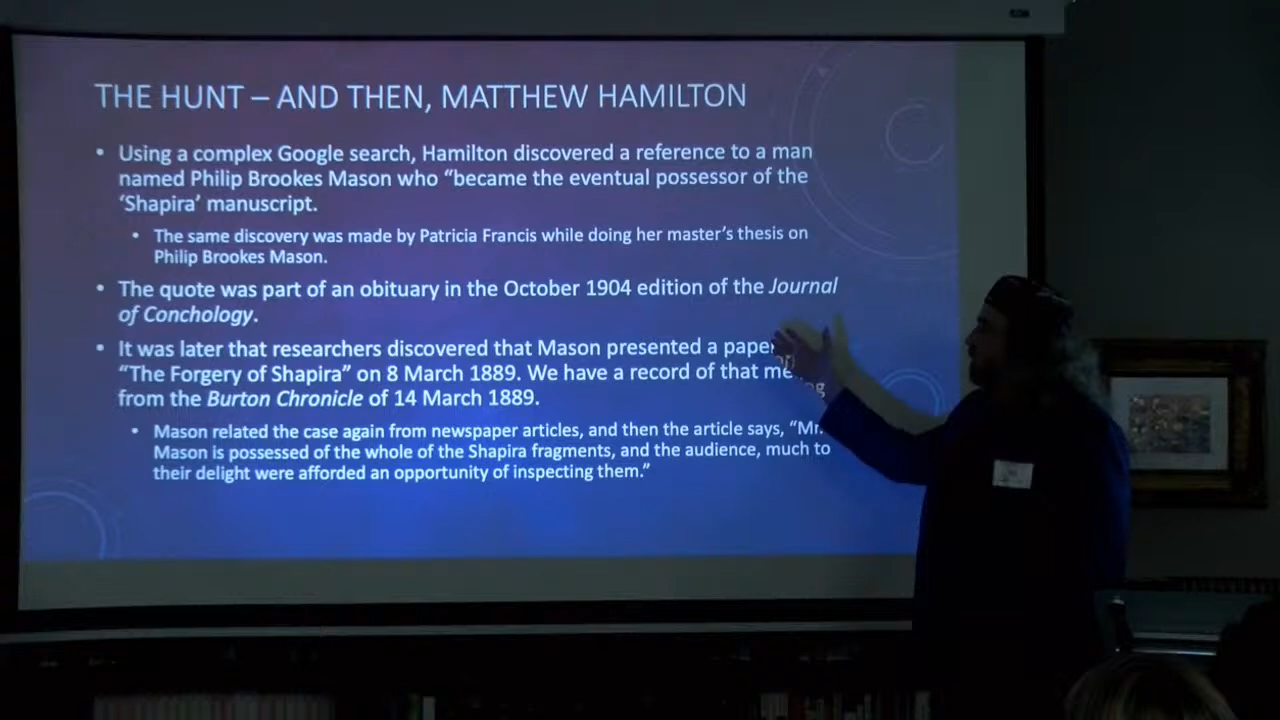 THE HUNT – AND THEN, MATTHEW HAMILTON
• Using a complex Google search, Hamilton discovered a reference to a man
named Philip Brookes Mason who “became the eventual possessor of the
‘Shapira’ manuscript.
• The same discovery was made by Patricia Francis while doing her master’s thesis on
Philip Brookes Mason.
• The quote was part of an obituary in the October 1904 edition of the Journal
of Conchology.
• It was later that researchers discovered that Mason presented a paper
“The Forgery of Shapira” on 8 March 1889. We have a record of that
from the Burton Chronicle of 14 March 1889.
• Mason related the case again from newspaper articles, and then the article says, “Mr.
Mason is possessed of the whole of the Shapira fragments, and the audience, much to
their delight were afforded an opportunity of inspecting them.”